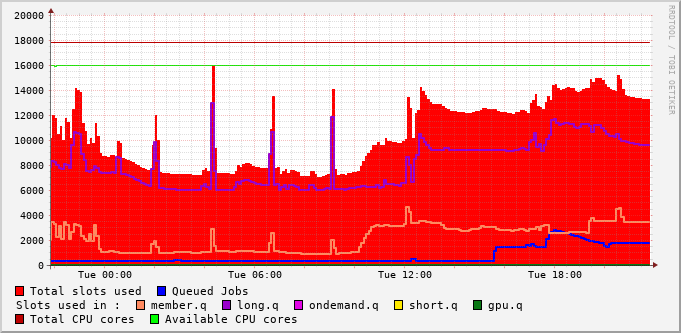 20000
18000
16000
14000
12000
10000
8000
6000
4000
2000
0
Tue 00:00 Tue 06:00 Tue 12:00 Tue 18:00
RRDTOOL / TOBI OETIKER
Total slots used Queued Jobs
Slots used in : member.q long.q ondemand.q short.q gpu.q
Total CPU cores Available CPU cores